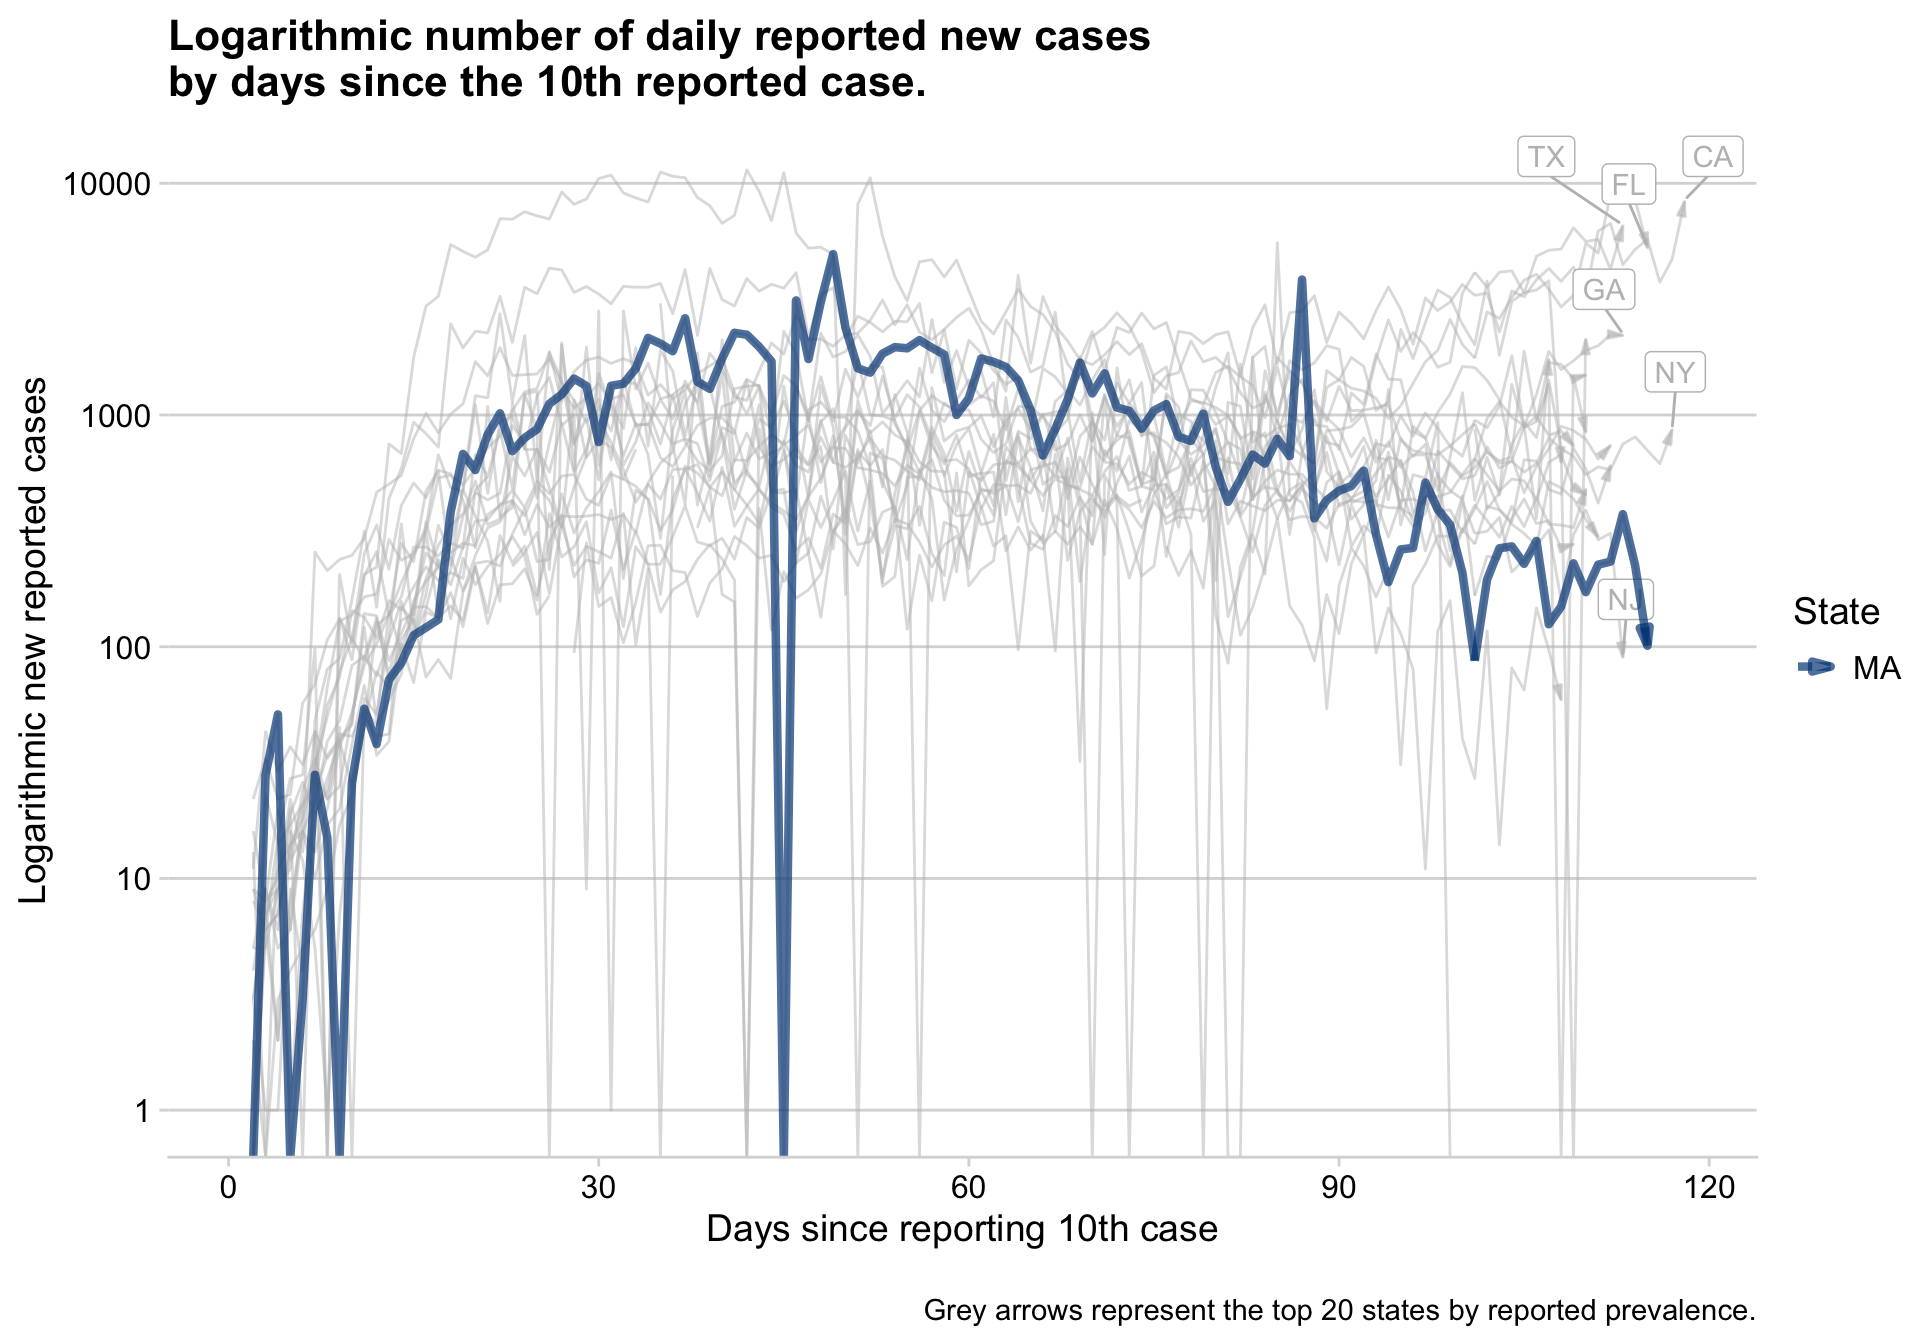 Logarithmic number of daily reported new cases
by days since the 10th reported case.
TX
CA
FL
10000
GA
NY
1000
Logarithmic new reported cases
NJ
State
100
MA
10
1
0 30 60 90 120
Days since reporting 10th case
Grey arrows represent the top 20 states by reported prevalence.